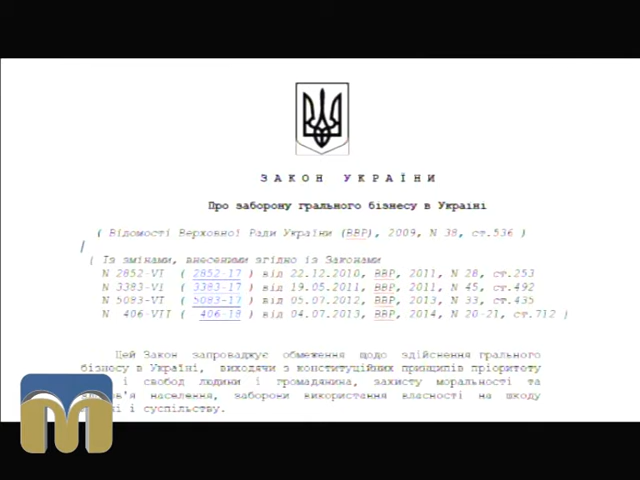 З А К О Н У К Р А Ї Н И
Про заборону грального бізнесу в Україні
( Відомості Верховної Ради України (ВВР), 2009, N 38, ст.536 )
( Із змінами, внесеними згідно із Законами
N 2852-VI ( 2852-17 ) від 22.12.2010, ВВР, 2011, N 28, ст.253
N 3383-VI ( 3383-17 ) від 19.05.2011, ВВР, 2011, N 45, ст.492
N 5083-VI ( 5083-17 ) від 05.07.2012, ВВР, 2013, N 33, ст.435
N 406-VII ( 406-18 ) від 04.07.2013, ВВР, 2014, N 20-21, ст.712 )
Цей Закон запроваджує обмеження щодо здійснення грального
бізнесу в Україні, виходячи з конституційних принципів пріоритету
і свобод людини і громадянина, захисту моральності та
населення, заборони використання власності на шкоду
і суспільству.